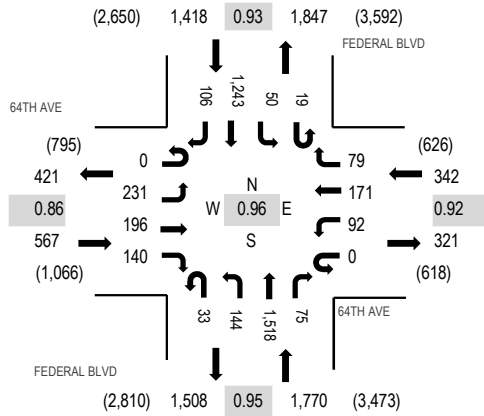 (2,650) 1,418 0.93 1,847 (3,592)
FEDERAL BLVD
106 1,243 50 19
64TH AVE
(795) (626)
0 79
421 342
231 N 171
0.86 W 0.96 E 0.92
196 92
567 S 321
140 0
(1,066) (618)
33 144 1,518 75
64TH AVE
FEDERAL BLVD
(2,810) 1,508 0.95 1,770 (3,473)